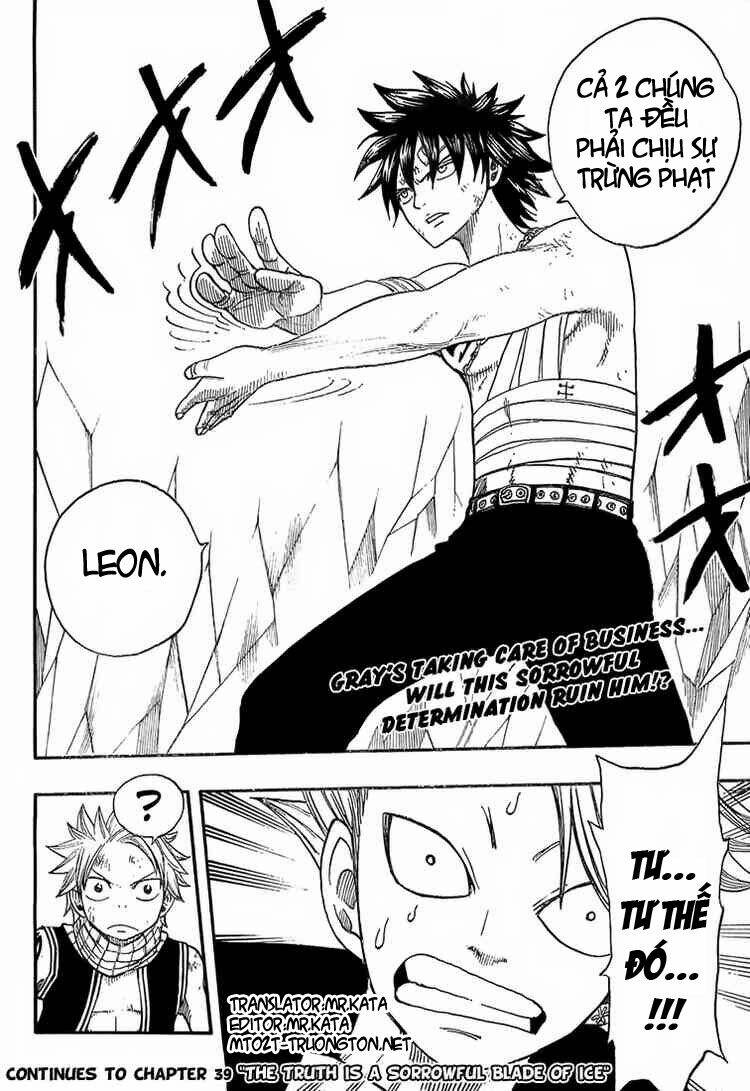 CẢ 2 CHÚNG
TA ĐỀU
PHẢI CHỊU SỰ
TRỪNG PHẠT
LEON.
GRAY'S TAKING CARE OF BUSINESS...
WILL THIS SORROWFUL
DETERMINATION RUIN HIM!?
?
TƯ...
TƯ THẾ
ĐÓ...
!!!
TRANSLATOR:MR.KATA
EDITOR:MR.KATA
MTO2T-TRUONGTON.NET
CONTINUES TO CHAPTER 39 "THE TRUTH IS A SORROWFUL BLADE OF ICE"